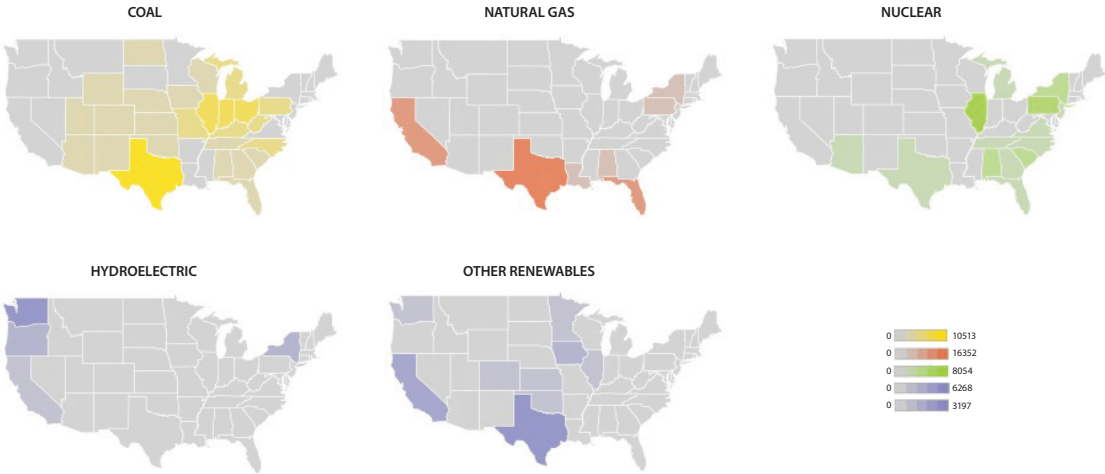 COAL
NATURAL GAS
NUCLEAR
HYDROELECTRIC
OTHER RENEWABLES
0 10513
0 16352
0 8054
0 6268
0 3197